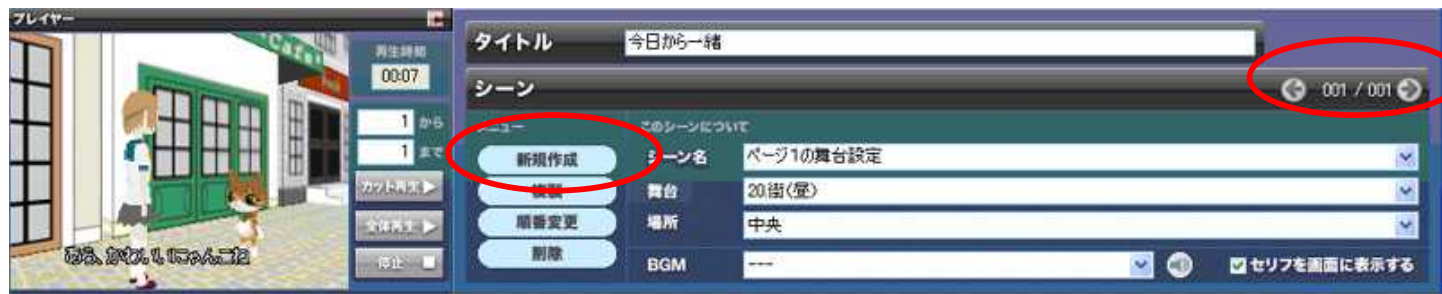 プレイヤー
Cafe
再生時間
00:07
1 から
1 まで
カット再生
全体再生
停止
あら、かわいいにゃんこね
タイトル
今日から一緒
シーン
001 / 001
メニュー
新規作成
複製
順番変更
削除
このシーンについて
シーン名 ページ1の舞台設定
舞台 20.街(昼)
場所 中央
BGM ---
セリフを画面に表示する